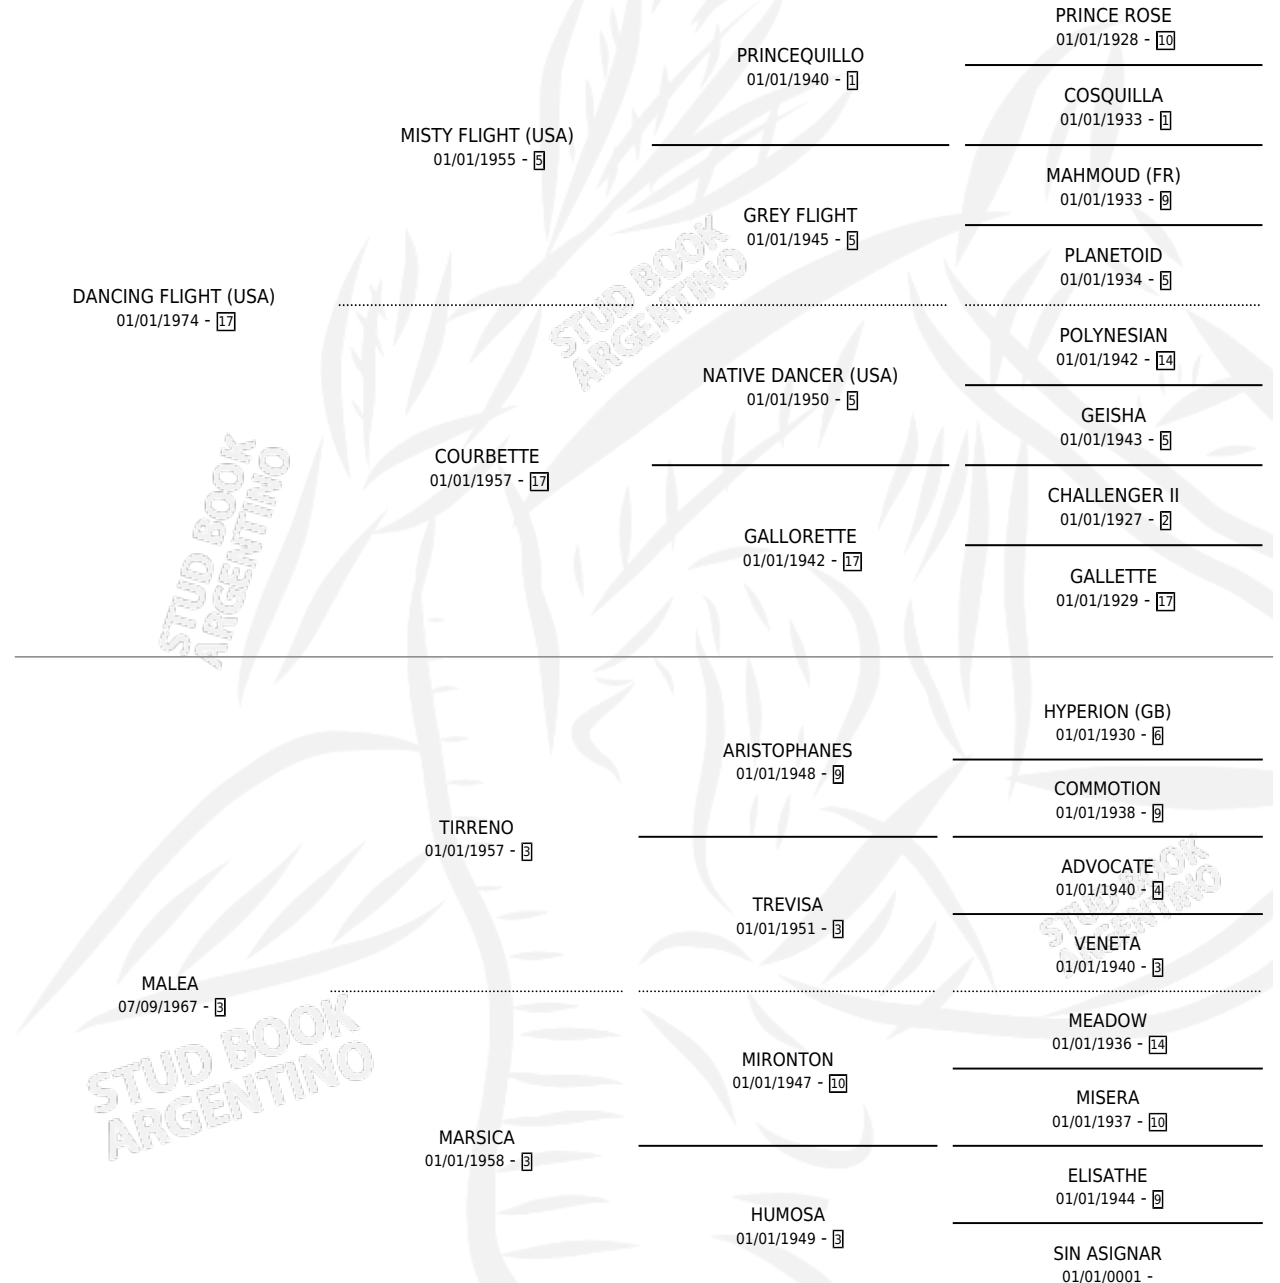 PRINCE ROSE
01/01/1928 - 10
PRINCEQUILLO
01/01/1940 - 1
COSQUILLA
01/01/1933 - 1
MISTY FLIGHT (USA)
01/01/1955 - 5
MAHMOUD (FR)
01/01/1933 - 9
GREY FLIGHT
01/01/1945 - 5
PLANETOID
01/01/1934 - 5
DANCING FLIGHT (USA)
01/01/1974 - 17
STUD BOOK
ARGENTINO
POLYNESIAN
01/01/1942 - 14
NATIVE DANCER (USA)
01/01/1950 - 5
GEISHA
01/01/1943 - 5
COURBETTE
01/01/1957 - 17
CHALLENGER II
01/01/1927 - 2
GALLORETTE
01/01/1942 - 17
GALLETTE
01/01/1929 - 17
STUD BOOK
ARGENTINO
HYPERION (GB)
01/01/1930 - 6
ARISTOPHANES
01/01/1948 - 9
COMMOTION
01/01/1938 - 9
TIRRENO
01/01/1957 - 3
ADVOCATE
01/01/1940 - 4
TREVISA
01/01/1951 - 3
VENETA
01/01/1940 - 3
STUD BOOK
ARGENTINO
MALEA
07/09/1967 - 3
MEADOW
01/01/1936 - 14
MIRONTON
01/01/1947 - 10
MISERA
01/01/1937 - 10
STUD BOOK
ARGENTINO
MARSICA
01/01/1958 - 3
ELISATHE
01/01/1944 - 9
HUMOSA
01/01/1949 - 3
SIN ASIGNAR
01/01/0001 -